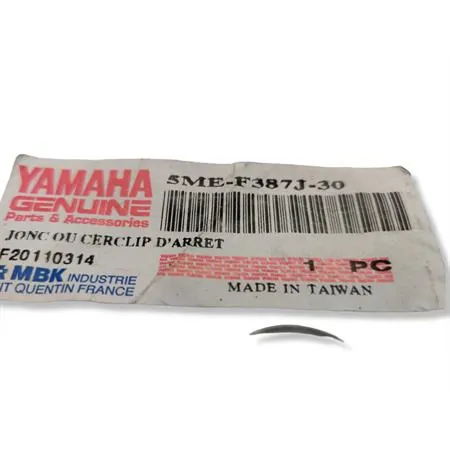 YAMAHA
GENUINE
Parts & Accessories
5ME-F387J-30
JONC OU CERCLIP D'ARRET
F20110314
MBK INDUSTRIE
QUENTIN FRANCE
1 PC
MADE IN TAIWAN